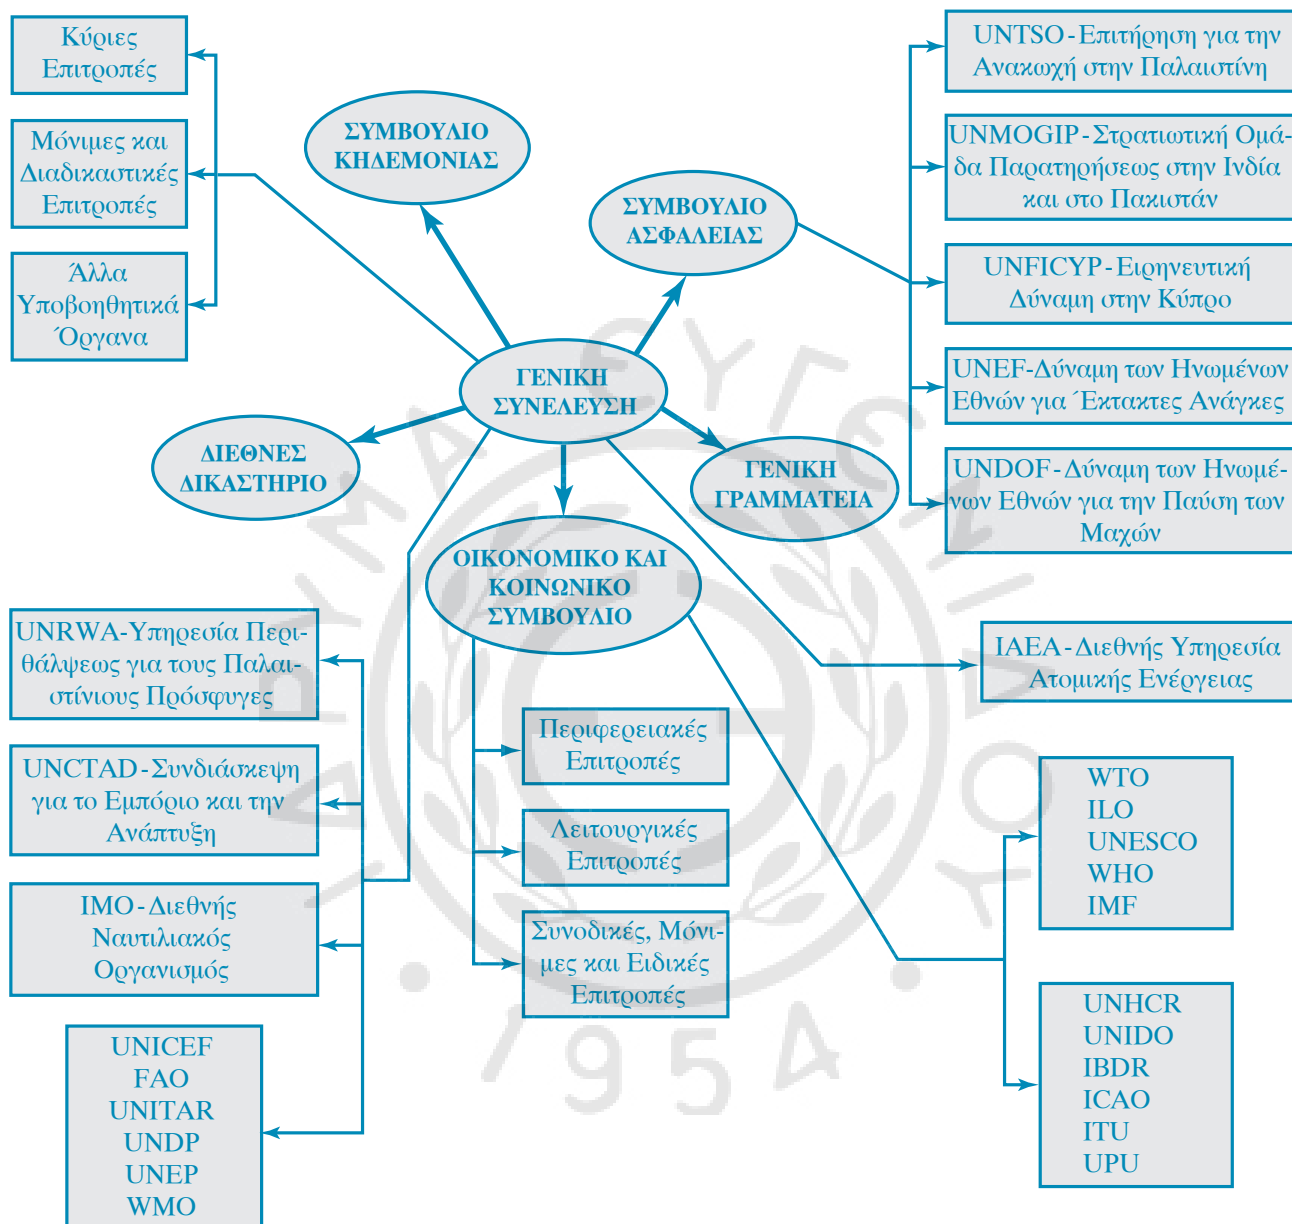 Κύριες
Επιτροπές
Μόνιμες και
Διαδικαστικές
Επιτροπές
Άλλα
Υποβοηθητικά
Όργανα
ΣΥΜΒΟΥΛΙΟ
ΚΗΔΕΜΟΝΙΑΣ
ΣΥΜΒΟΥΛΙΟ
ΑΣΦΑΛΕΙΑΣ
UNTSO-Επιτήρηση για την
Ανακωχή στην Παλαιστίνη
UNMOGIP-Στρατιωτική Ομά-
δα Παρατηρήσεως στην Ινδία
και στο Πακιστάν
UNFICYP-Ειρηνευτική
Δύναμη στην Κύπρο
UNEF-Δύναμη των Ηνωμένων
Εθνών για Έκτακτες Ανάγκες
UNDOF-Δύναμη των Ηνωμέ-
νων Εθνών για την Παύση των
Μαχών
ΓΕΝΙΚΗ
ΣΥΝΕΛΕΥΣΗ
ΔΙΕΘΝΕΣ
ΔΙΚΑΣΤΗΡΙΟ
ΓΕΝΙΚΗ
ΓΡΑΜΜΑΤΕΙΑ
ΟΙΚΟΝΟΜΙΚΟ ΚΑΙ
ΚΟΙΝΩΝΙΚΟ
ΣΥΜΒΟΥΛΙΟ
UNRWA-Υπηρεσία Περι-
θάλψεως για τους Παλαι-
στίνιους Πρόσφυγες
UNCTAD-Συνδιάσκεψη
για το Εμπόριο και την
Ανάπτυξη
IMO-Διεθνής
Ναυτιλιακός
Οργανισμός
UNICEF
FAO
UNITAR
UNDP
UNEP
WMO
Περιφερειακές
Επιτροπές
Λειτουργικές
Επιτροπές
Συνοδικές, Μόνι-
μες και Ειδικές
Επιτροπές
IAEA-Διεθνής Υπηρεσία
Ατομικής Ενέργειας
WTO
ILO
UNESCO
WHO
IMF
UNHCR
UNIDO
IBDR
ICAO
ITU
UPU
ΙΔΡΥΜΑ ΕΥΓΕΝΙΔΟΥ
1954